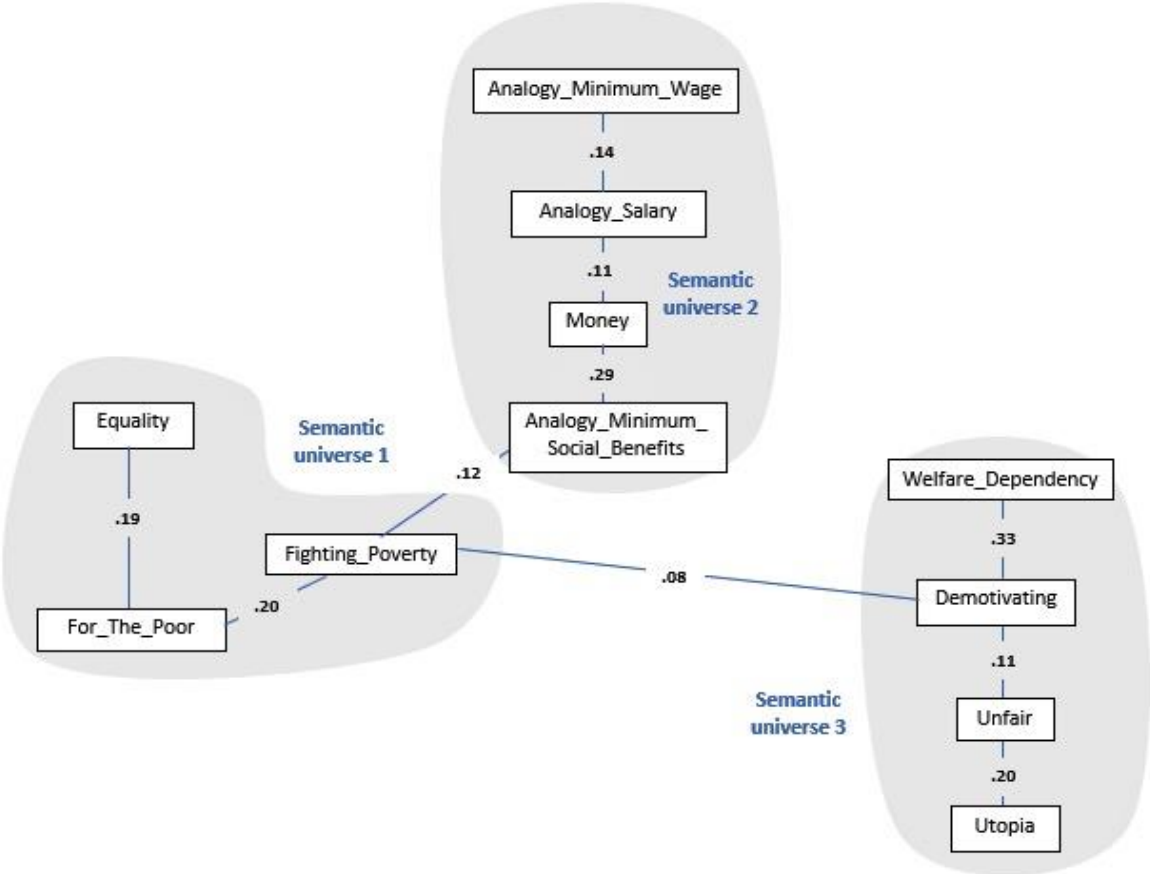 Analogy_Minimum_Wage
.14
Analogy_Salary
.11
Semantic
universe 2
Money
.29
Analogy_Minimum_
Social_Benefits
Equality
Semantic
universe 1
.12
.19
Fighting_Poverty
.20
For_The_Poor
.08
Welfare_Dependency
.33
Demotivating
.11
Semantic
universe 3
Unfair
.20
Utopia